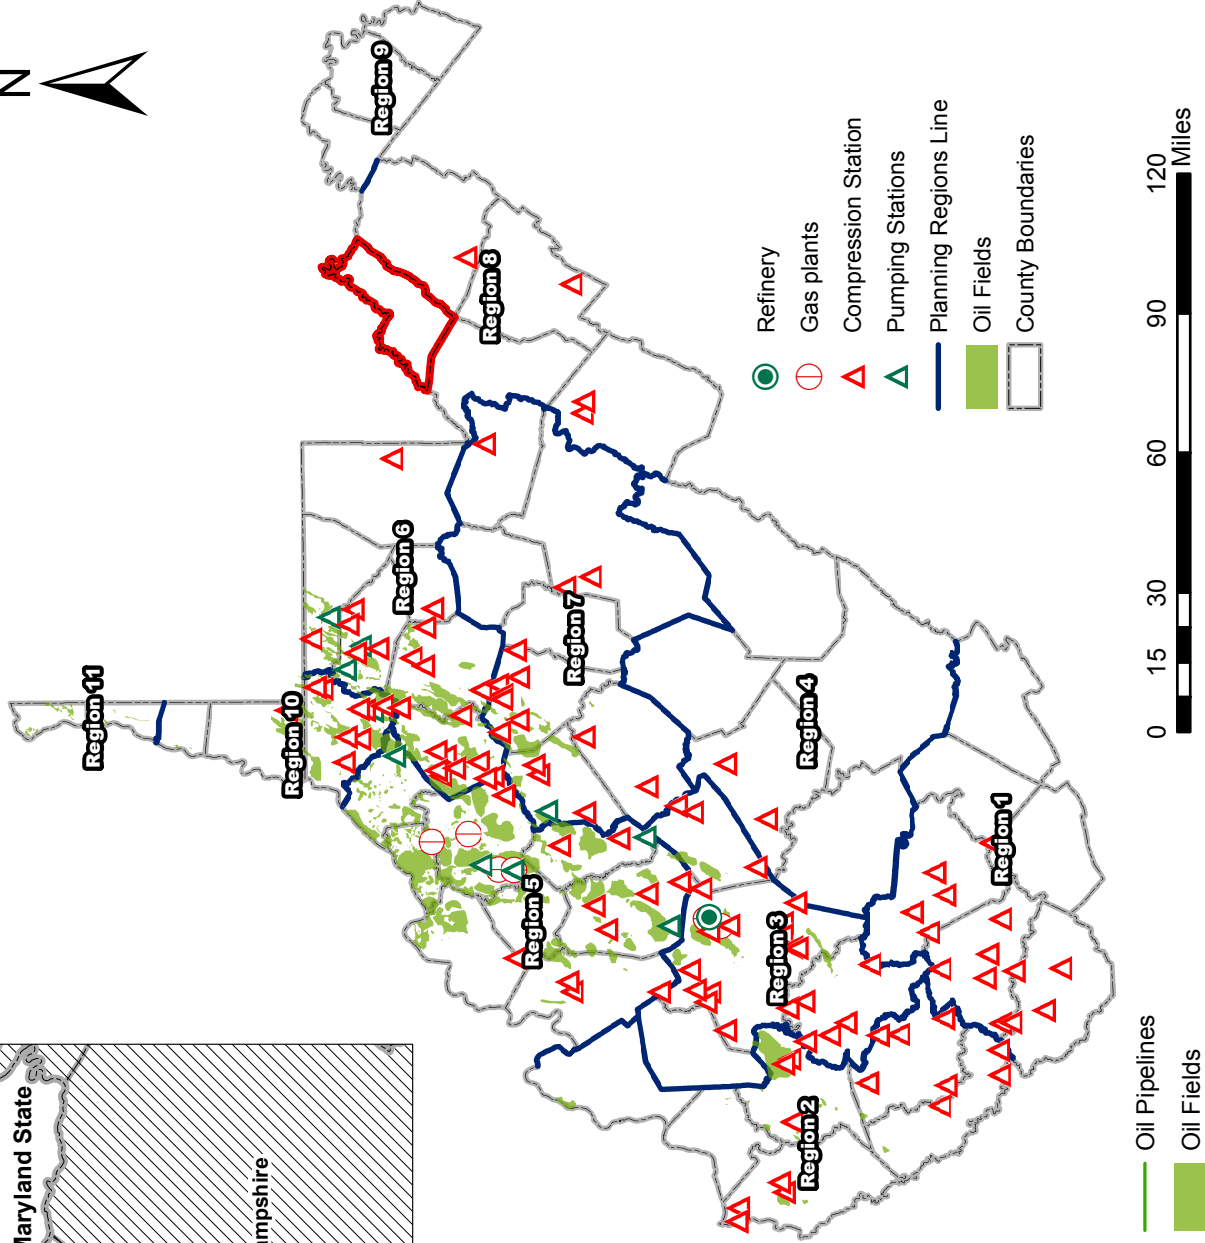 N
Region 9
Region 8
Region 6
Region 7
Region 11
Region 10
Region 5
Region 4
Region 3
Region 1
Region 2
Refinery
Gas plants
Compression Station
Pumping Stations
Planning Regions Line
Oil Fields
County Boundaries
0
15
30
60
90
120
Miles
Oil Pipelines
Oil Fields
Maryland State
mpshire